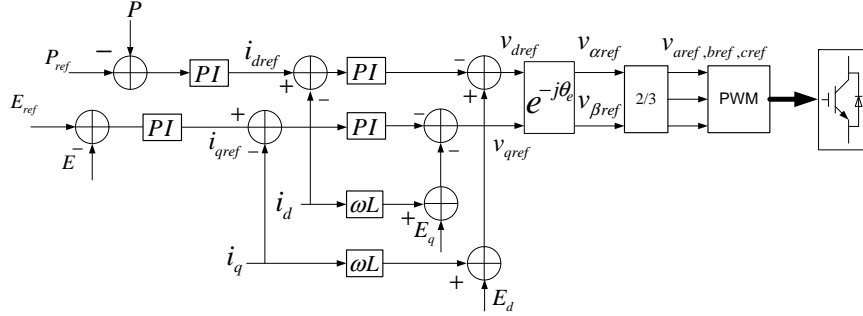 P
−
P_ref
PI
i_dref
+
−
PI
−
+
v_dref
v_αref
v_aref ,bref ,cref
E_ref
E
−
PI
i_qref
+
−
PI
−
−
v_qref
e^−jθ_e
v_βref
2/3
PWM
i_d
ωL
+
E_q
i_q
ωL
+
E_d